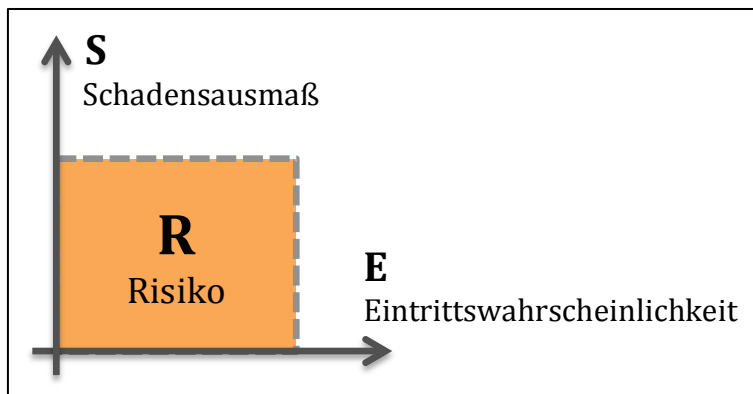 S
Schadensausmaß
R
Risiko
E
Eintrittswahrscheinlichkeit